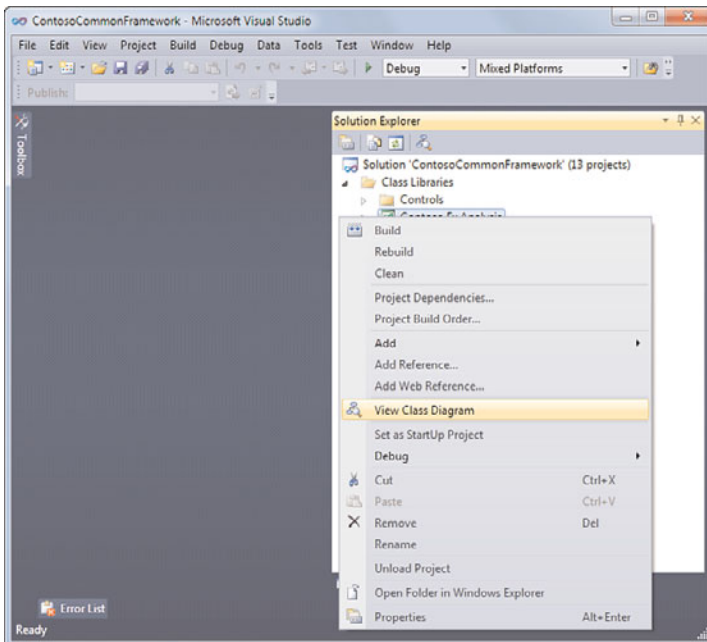 ContosoCommonFramework - Microsoft Visual Studio
File Edit View Project Build Debug Data Tools Test Window Help
Debug Mixed Platforms
Publish:
Toolbox
Solution Explorer
Solution 'ContosoCommonFramework' (13 projects)
Class Libraries
Controls
Build
Rebuild
Clean
Project Dependencies...
Project Build Order...
Add
Add Reference...
Add Web Reference...
View Class Diagram
Set as StartUp Project
Debug
Cut Ctrl+X
Paste Ctrl+V
Remove Del
Rename
Unload Project
Open Folder in Windows Explorer
Properties Alt+Enter
Error List
Ready